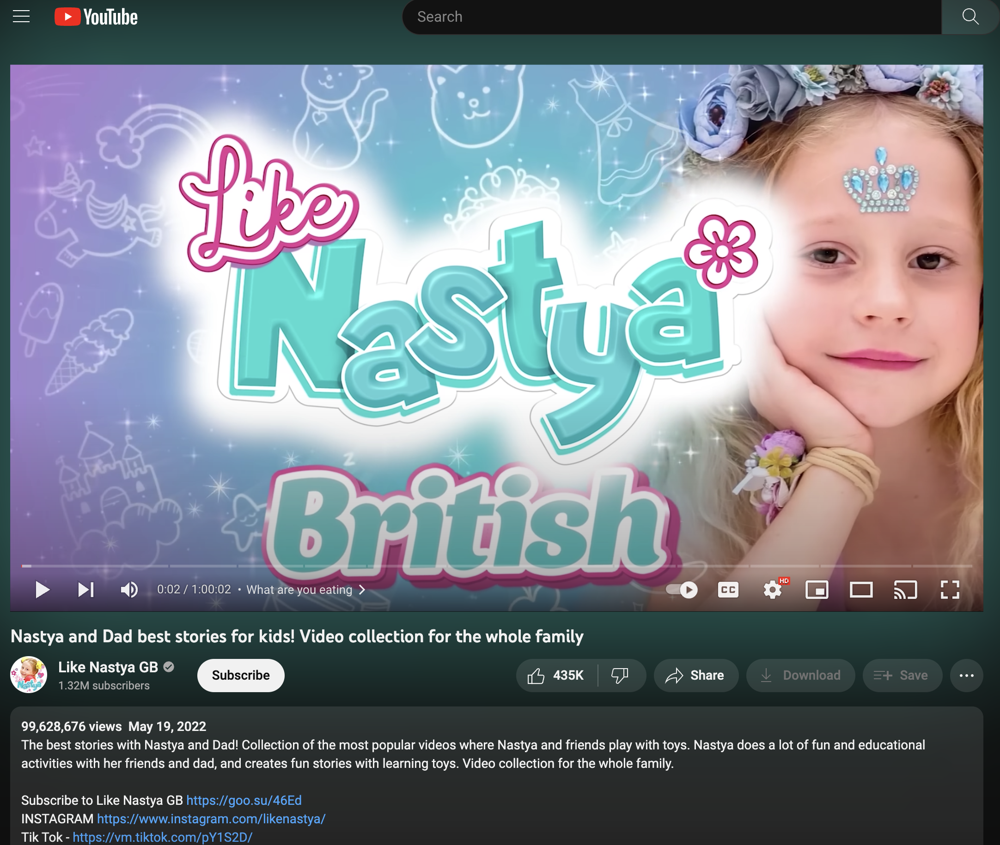 YouTube
Search
Like
Nastya
British
z
0:02 / 1:00:02 • What are you eating
CC
HD
Nastya and Dad best stories for kids! Video collection for the whole family
Nastya
Like Nastya GB
1.32M subscribers
Subscribe
435K
Share
Download
Save
99,628,676 views May 19, 2022
The best stories with Nastya and Dad! Collection of the most popular videos where Nastya and friends play with toys. Nastya does a lot of fun and educational
activities with her friends and dad, and creates fun stories with learning toys. Video collection for the whole family.
Subscribe to Like Nastya GB https://goo.su/46Ed
INSTAGRAM https://www.instagram.com/likenastya/
Tik Tok - https://vm.tiktok.com/pY1S2D/